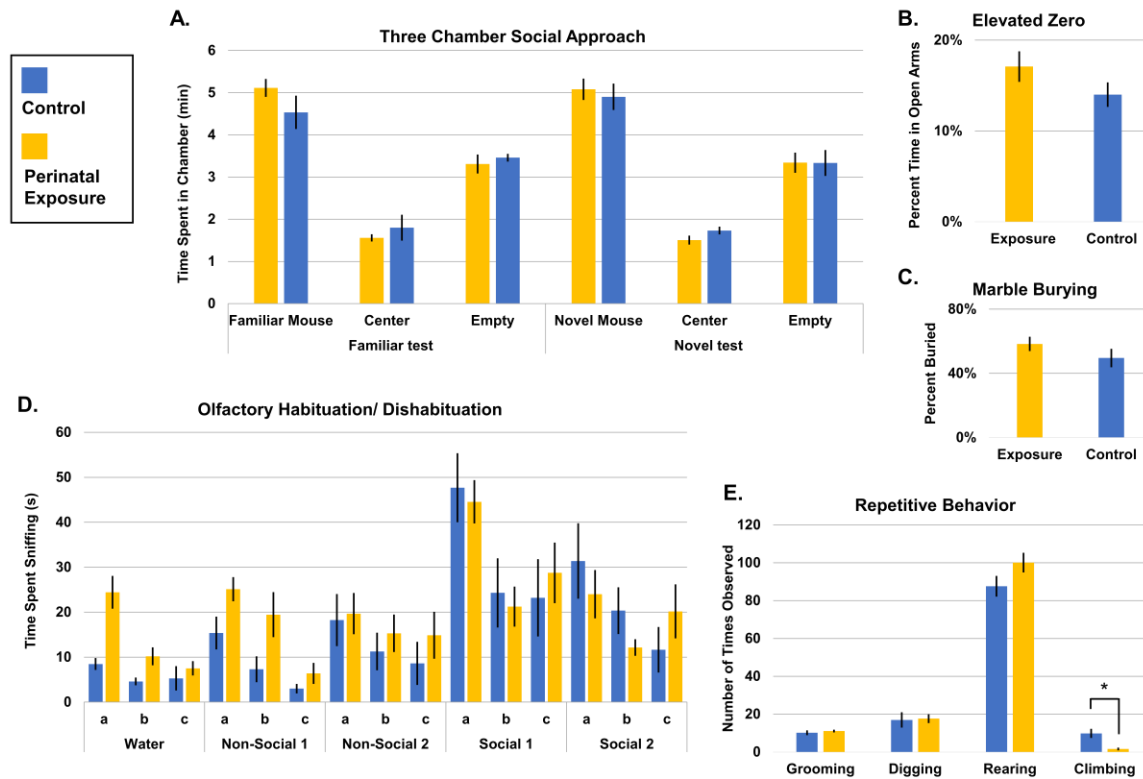 A.
Three Chamber Social Approach
Control
Perinatal
Exposure
Time Spent in Chamber (min)
6
5
4
3
2
1
0
Familiar Mouse Center Empty Novel Mouse Center Empty
Familiar test Novel test
B.
Elevated Zero
Percent Time in Open Arms
20%
10%
0%
Exposure Control
C.
Marble Burying
Percent Buried
80%
40%
0%
Exposure Control
D.
Olfactory Habituation/ Dishabituation
Time Spent Sniffing (s)
60
50
40
30
20
10
0
a b c a b c a b c a b c a b c
Water Non-Social 1 Non-Social 2 Social 1 Social 2
E.
Repetitive Behavior
Number of Times Observed
120
100
80
60
40
20
0
*
Grooming Digging Rearing Climbing